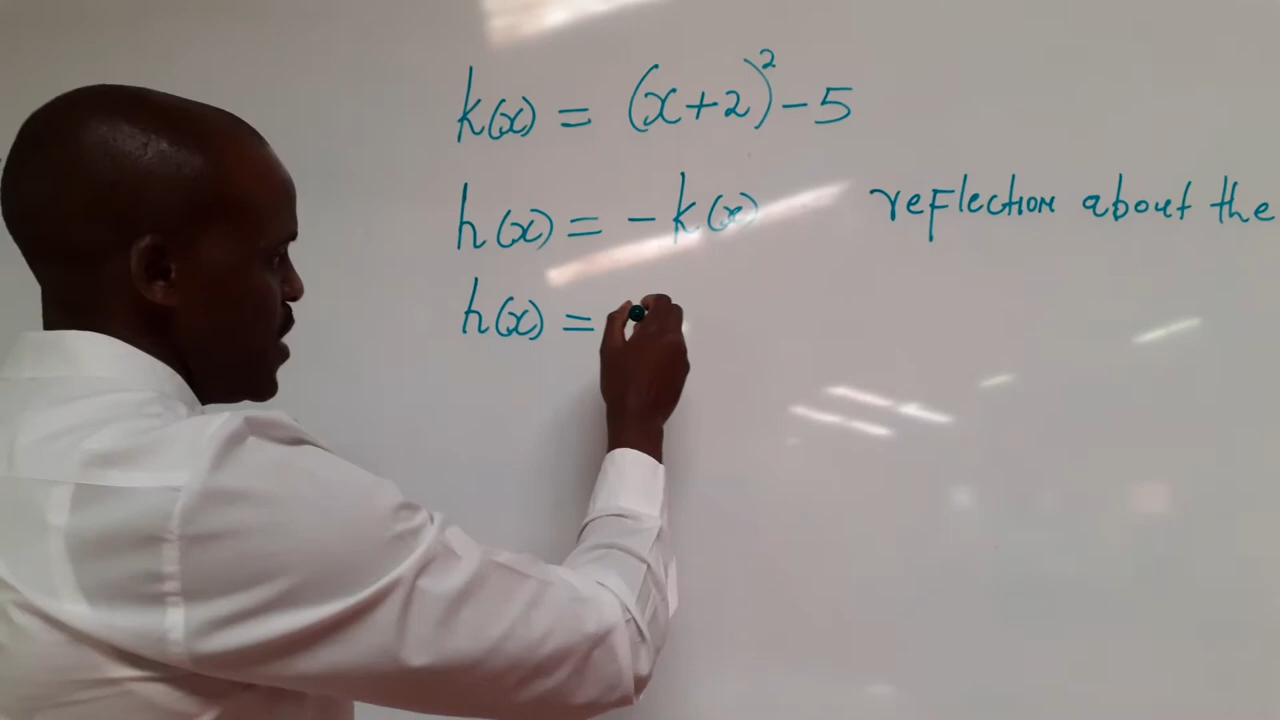 k(x) = (x+2)² - 5
h(x) = - k(x) reflection about the
h(x) =